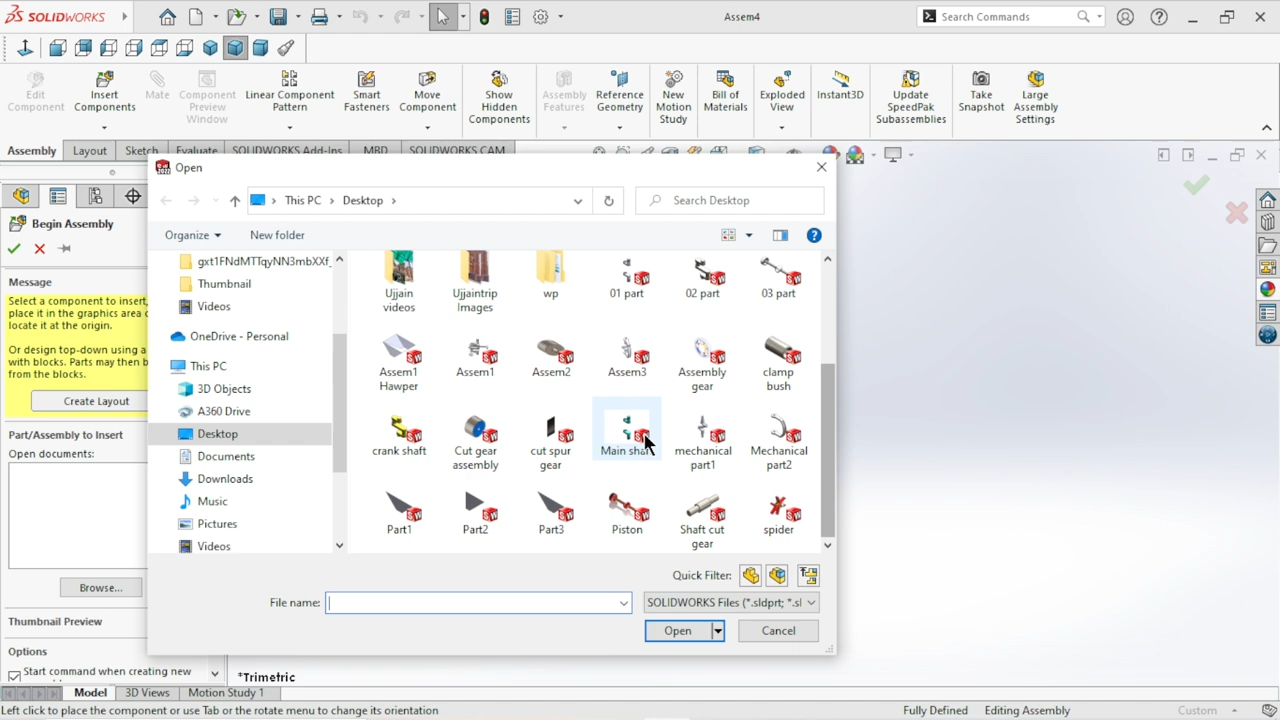 SOLIDWORKS
Assem4
Search Commands
Edit Component
Insert Components
Mate
Component Preview Window
Linear Component Pattern
Smart Fasteners
Move Component
Show Hidden Components
Assembly Features
Reference Geometry
New Motion Study
Bill of Materials
Exploded View
Instant3D
Update SpeedPak Subassemblies
Take Snapshot
Large Assembly Settings
Assembly
Layout
Sketch
Evaluate
SOLIDWORKS Add-Ins
MBD
SOLIDWORKS CAM
Begin Assembly
Message
Select a component to insert,
place it in the graphics area
locate it at the origin.
Or design top-down using a
with blocks. Parts may then b
from the blocks.
Create Layout
Part/Assembly to Insert
Open documents:
Browse...
Thumbnail Preview
Options
Start command when creating new
Open
This PC > Desktop >
Search Desktop
Organize
New folder
gxt1FNdMTTqyNN3mbXXf_
Thumbnail
Videos
OneDrive - Personal
This PC
3D Objects
A360 Drive
Desktop
Documents
Downloads
Music
Pictures
Videos
Ujjain videos
Ujjaintrip Images
wp
01 part
02 part
03 part
Assem1 Hawper
Assem1
Assem2
Assem3
Assembly gear
clamp bush
crank shaft
Cut gear assembly
cut spur gear
Main shaf
mechanical part1
Mechanical part2
Part1
Part2
Part3
Piston
Shaft cut gear
spider
Quick Filter:
File name:
SOLIDWORKS Files (*.sldprt; *.sl
Open
Cancel
*Trimetric
Model
3D Views
Motion Study 1
Left click to place the component or use Tab or the rotate menu to change its orientation
Fully Defined
Editing Assembly
Custom